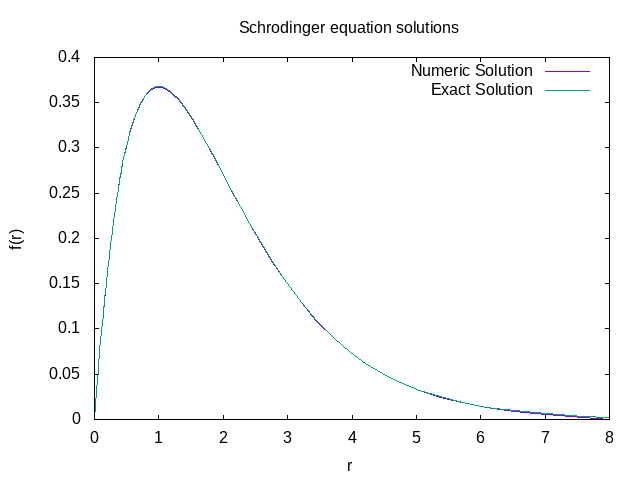 Schrodinger equation solutions
Numeric Solution
Exact Solution
f(r)
0.4
0.35
0.3
0.25
0.2
0.15
0.1
0.05
0
0 1 2 3 4 5 6 7 8
r